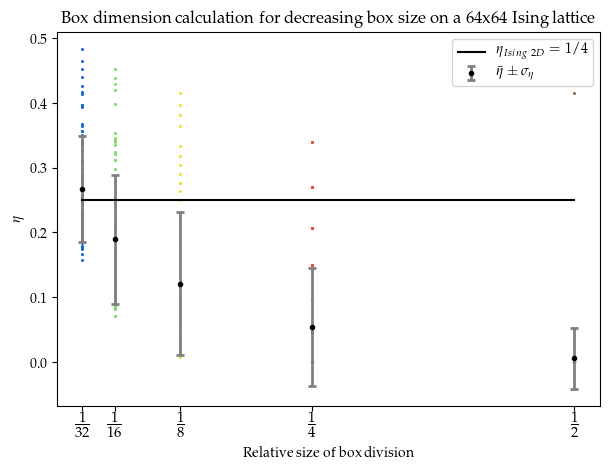 Box dimension calculation for decreasing box size on a 64x64 Ising lattice
η_{Ising 2D} = 1/4
η̄ ± σ_η
η
0.5
0.4
0.3
0.2
0.1
0.0
1/32 1/16 1/8 1/4 1/2
Relative size of box division